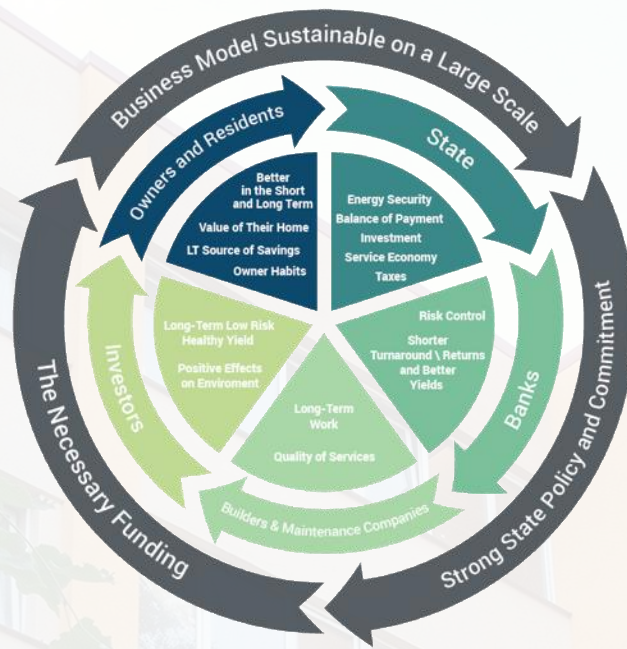 Business Model Sustainable on a Large Scale
Owners and Residents
State
Better
in the Short
and Long Term
Value of Their Home
LT Source of Savings
Owner Habits
Energy Security
Balance of Payment
Investment
Service Economy
Taxes
Risk Control
Shorter
Turnaround \ Returns
and Better
Yields
Banks
Long-Term Low Risk
Healthy Yield
Positive Effects
on Enviroment
Investors
Long-Term
Work
Quality of Services
Builders & Maintenance Companies
Strong State Policy and Commitment
The Necessary Funding